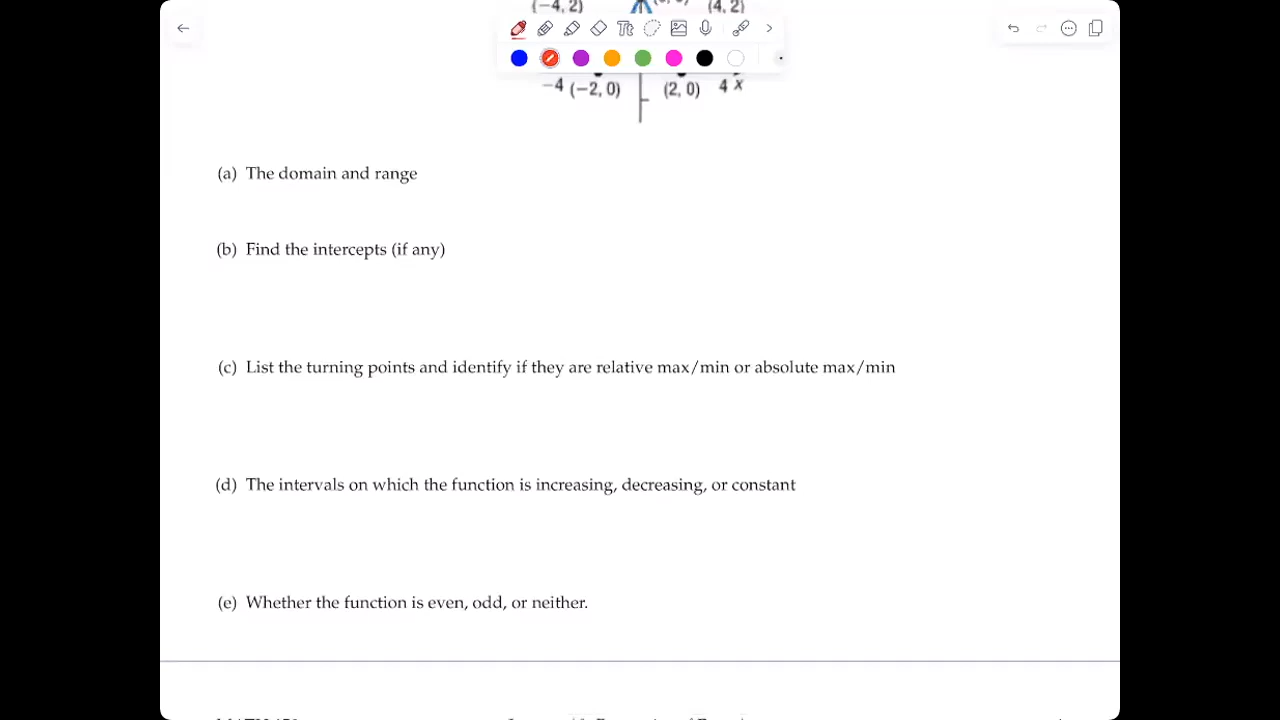 (−4, 2) (4, 2)
Tt
−4 (−2, 0) (2, 0) 4 x
(a) The domain and range
(b) Find the intercepts (if any)
(c) List the turning points and identify if they are relative max/min or absolute max/min
(d) The intervals on which the function is increasing, decreasing, or constant
(e) Whether the function is even, odd, or neither.